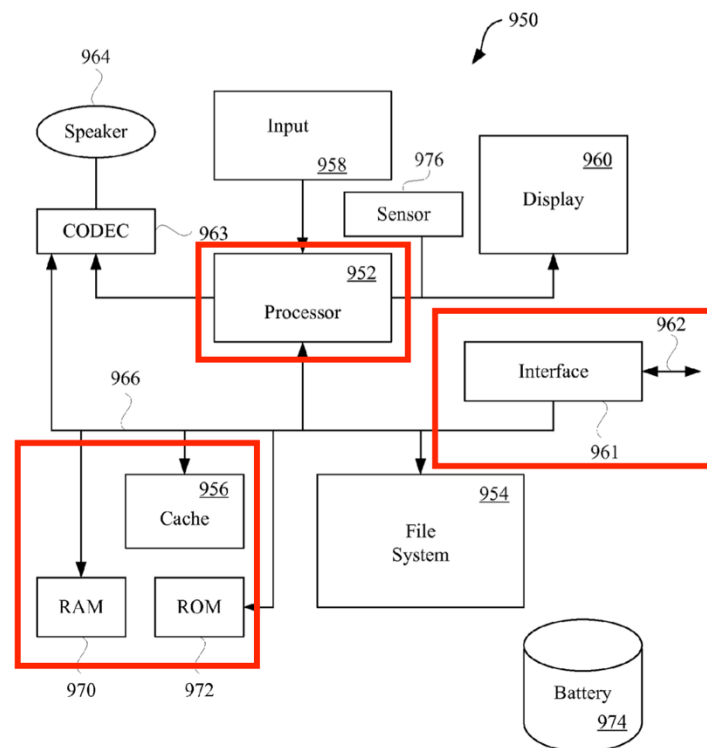 950
964
Speaker
Input
958
976
Sensor
960
Display
CODEC
963
952
Processor
962
Interface
961
966
956
Cache
954
File
System
RAM
ROM
970
972
Battery
974